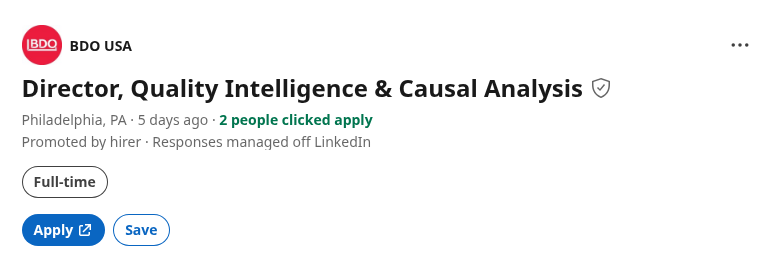 BDO
BDO USA
Director, Quality Intelligence & Causal Analysis
Philadelphia, PA · 5 days ago · 2 people clicked apply
Promoted by hirer · Responses managed off LinkedIn
Full-time
Apply
Save